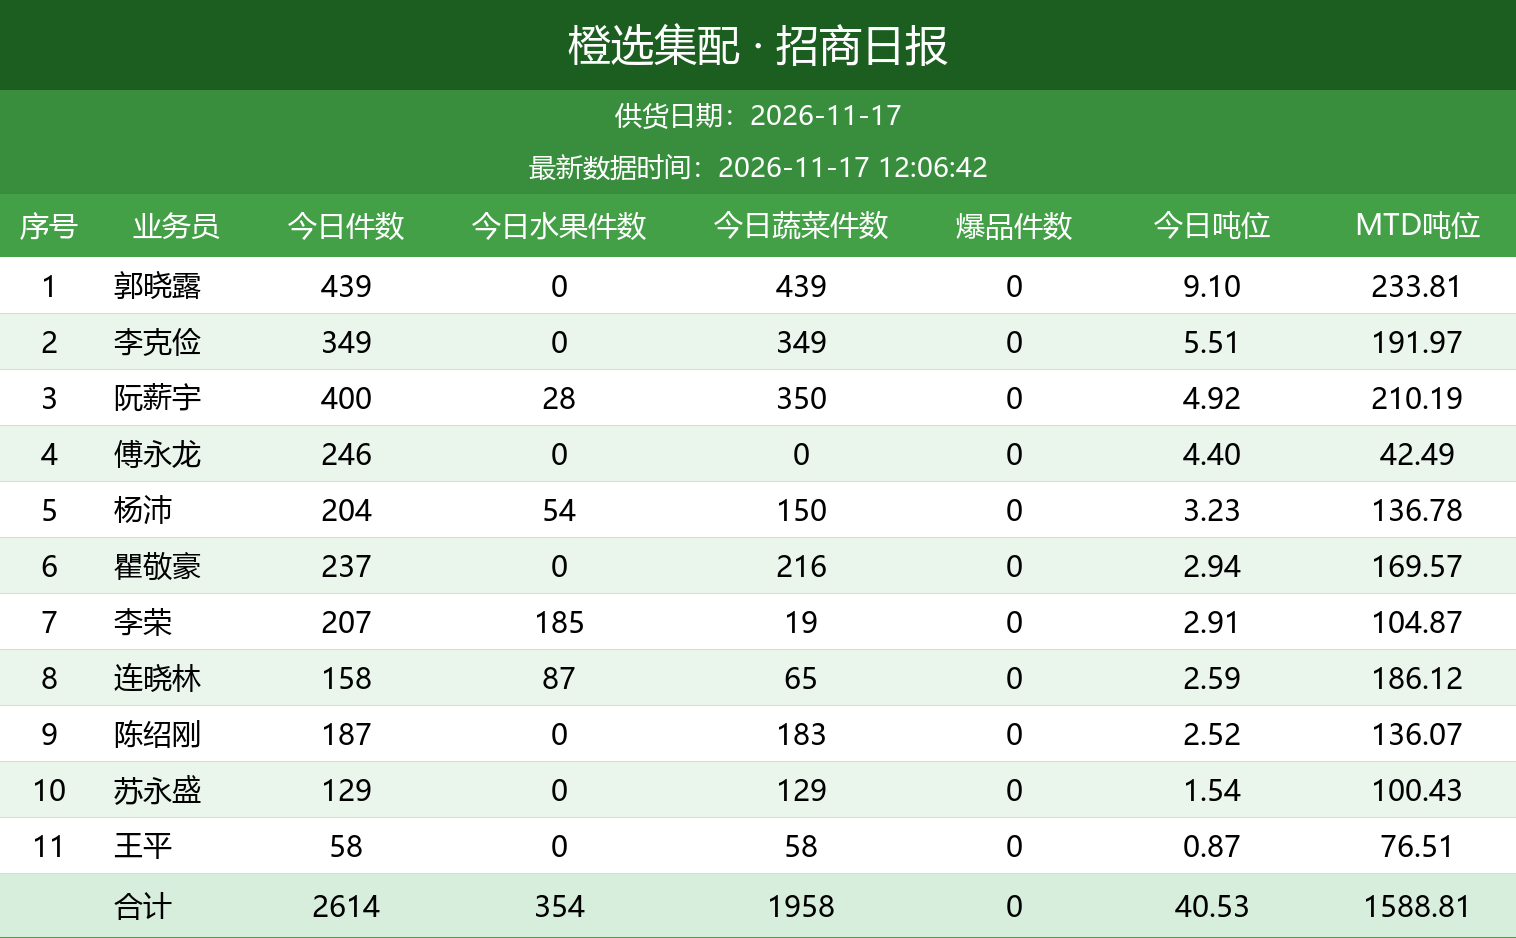 橙选集配 · 招商日报
供货日期：2026-11-17
最新数据时间：2026-11-17 12:06:42
序号 业务员 今日件数 今日水果件数 今日蔬菜件数 爆品件数 今日吨位 MTD吨位
1 郭晓露 439 0 439 0 9.10 233.81
2 李克俭 349 0 349 0 5.51 191.97
3 阮薪宇 400 28 350 0 4.92 210.19
4 傅永龙 246 0 0 0 4.40 42.49
5 杨沛 204 54 150 0 3.23 136.78
6 瞿敬豪 237 0 216 0 2.94 169.57
7 李荣 207 185 19 0 2.91 104.87
8 连晓林 158 87 65 0 2.59 186.12
9 陈绍刚 187 0 183 0 2.52 136.07
10 苏永盛 129 0 129 0 1.54 100.43
11 王平 58 0 58 0 0.87 76.51
合计 2614 354 1958 0 40.53 1588.81